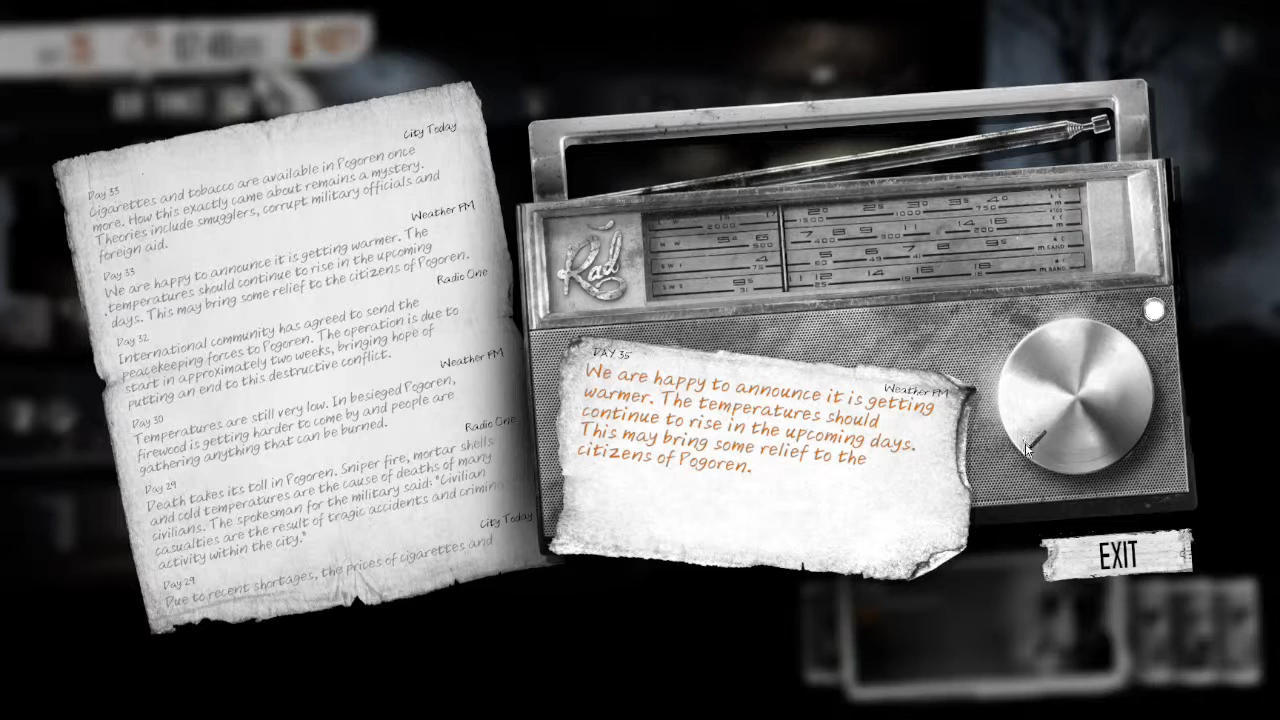 City Today
Day 33
Cigarettes and tobacco are available in Pogoren once
more. How this exactly came about remains a mystery.
Theories include smugglers, corrupt military officials and
foreign aid.
Weather FM
Day 33
We are happy to announce it is getting warmer. The
temperatures should continue to rise in the upcoming
days. This may bring some relief to the citizens of Pogoren.
Radio One
Day 32
International community has agreed to send the
peacekeeping forces to Pogoren. The operation is due to
start in approximately two weeks, bringing hope of
putting an end to this destructive conflict.
Weather FM
Day 30
Temperatures are still very low. In besieged Pogoren,
firewood is getting harder to come by and people are
gathering anything that can be burned.
Radio One
Day 29
Death takes its toll in Pogoren. Sniper fire, mortar shells
and cold temperatures are the cause of deaths of many
civilians. The spokesman for the military said: "Civilian
casualties are the result of tragic accidents and crimin
activity within the city."
City Today
Day 29
Due to recent shortages, the prices of cigarettes and
Rad
DAY 35
Weather FM
We are happy to announce it is getting
warmer. The temperatures should
continue to rise in the upcoming days.
This may bring some relief to the
citizens of Pogoren.
EXIT